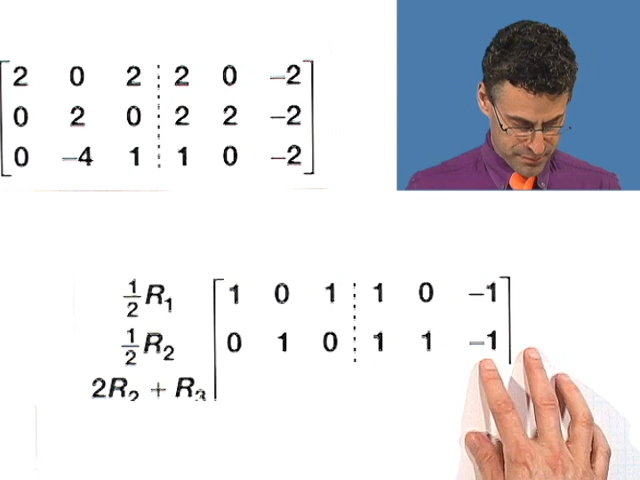 2 0 2 2 0 −2
0 2 0 2 2 −2
0 −4 1 1 0 −2
½R₁ 1 0 1 1 0 −1
½R₂ 0 1 0 1 1 −1
2R₂ + R₃